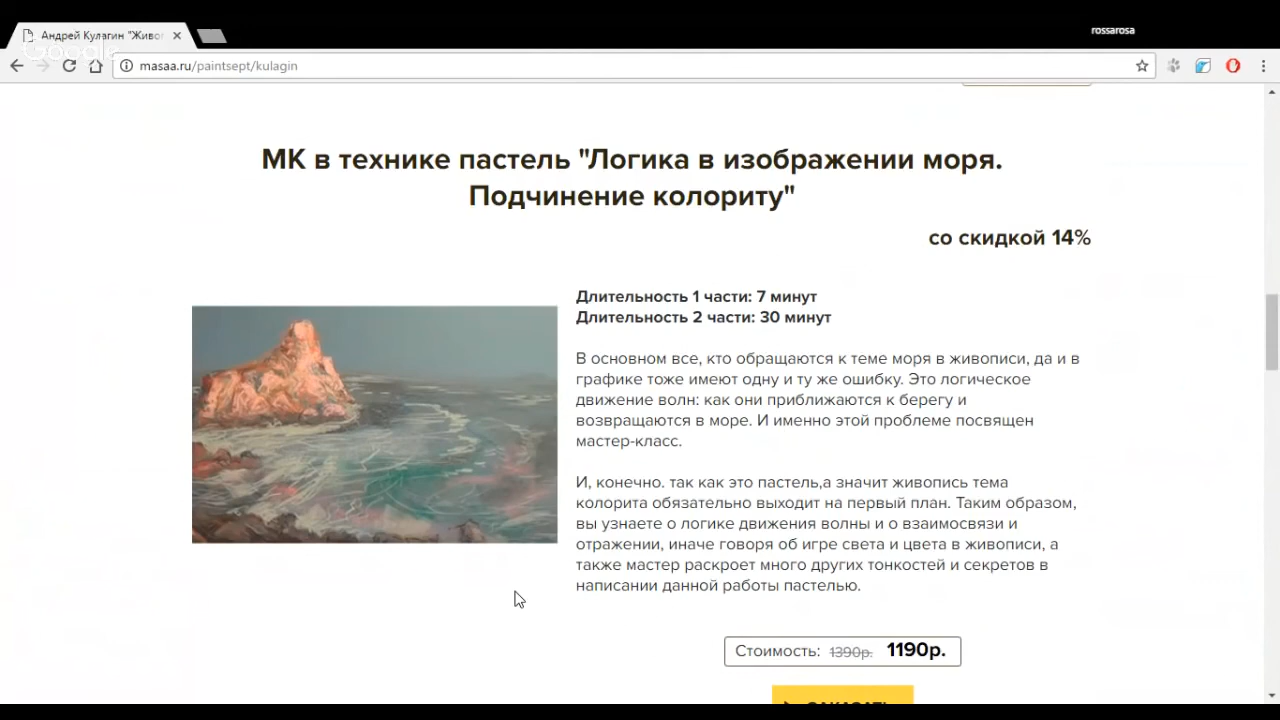 Андрей Кулагин "Живо
rossarosa
Google
masaa.ru/paintsept/kulagin
МК в технике пастель "Логика в изображении моря.
Подчинение колориту"
со скидкой 14%
Длительность 1 части: 7 минут
Длительность 2 части: 30 минут
В основном все, кто обращаются к теме моря в живописи, да и в
графике тоже имеют одну и ту же ошибку. Это логическое
движение волн: как они приближаются к берегу и
возвращаются в море. И именно этой проблеме посвящен
мастер-класс.
И, конечно. так как это пастель,а значит живопись тема
колорита обязательно выходит на первый план. Таким образом,
вы узнаете о логике движения волны и о взаимосвязи и
отражении, иначе говоря об игре света и цвета в живописи, а
также мастер раскроет много других тонкостей и секретов в
написании данной работы пастелью.
Стоимость: 1390р. 1190р.
ЗАКАЗАТЬ